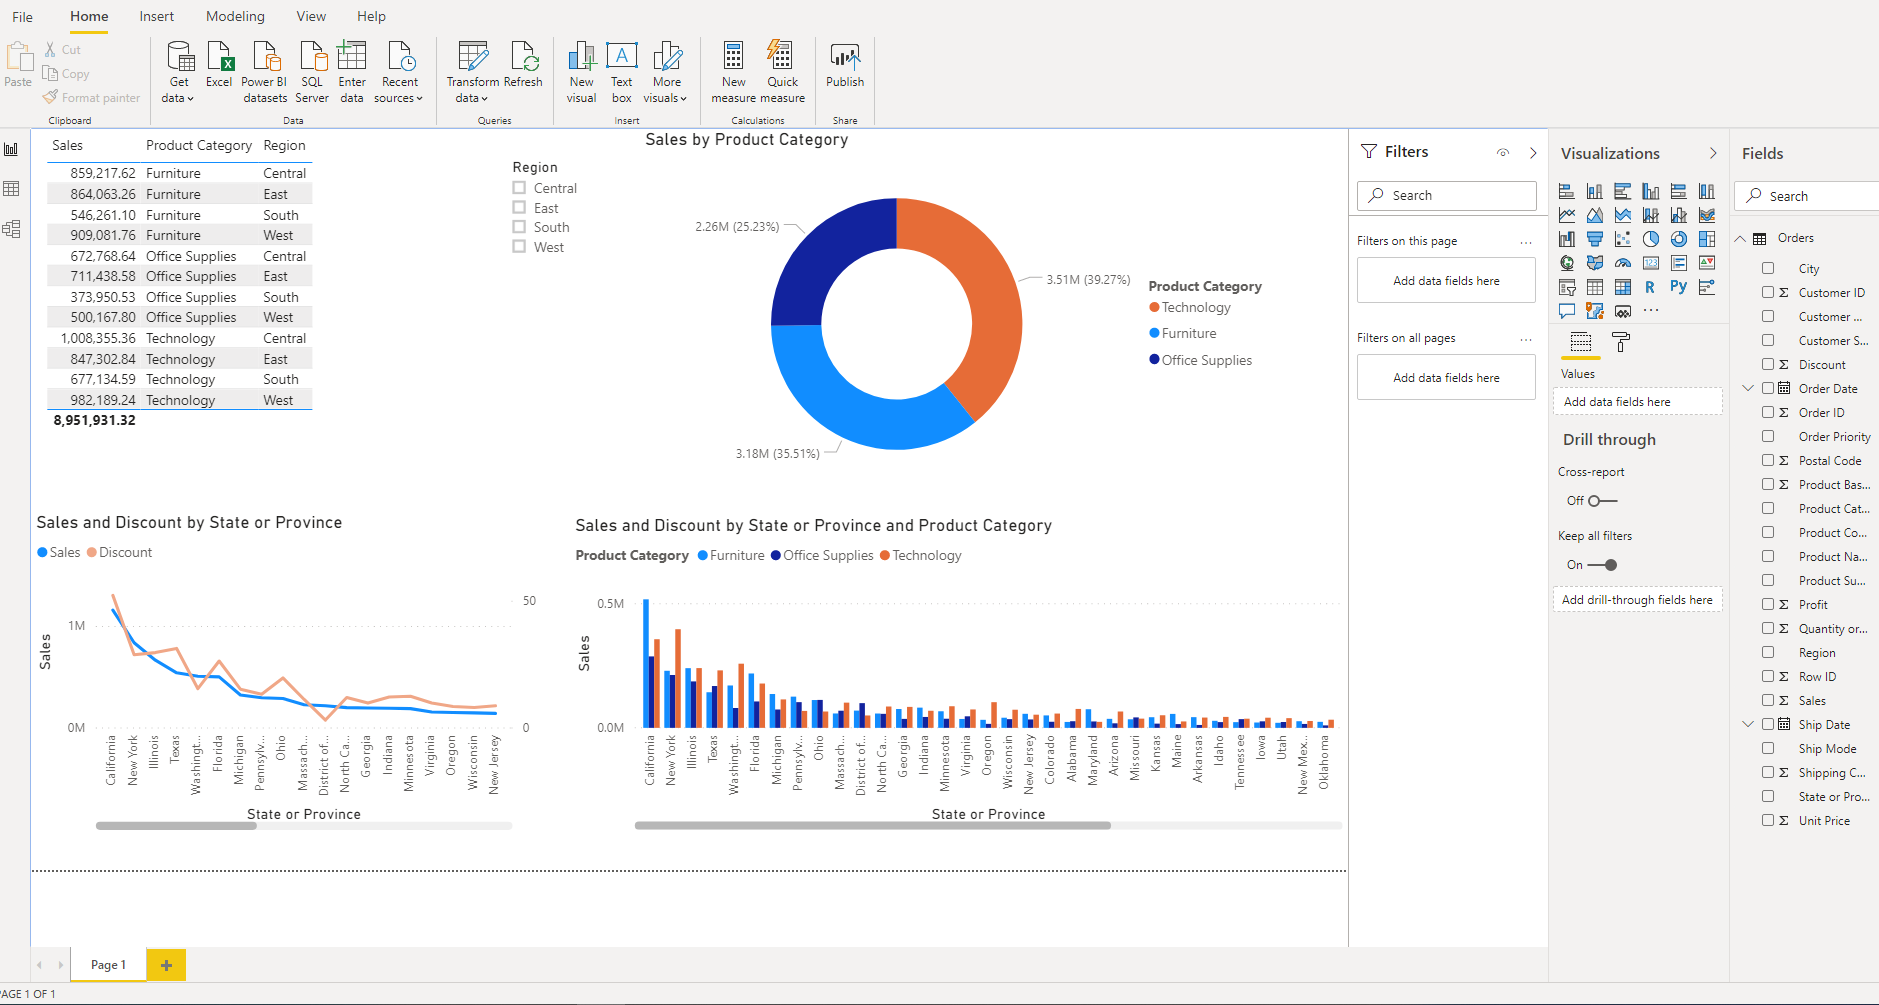 File Home Insert Modeling View Help
Paste
Cut
Copy
Format painter
Clipboard
Get data
Excel
Power BI datasets
SQL Server
Enter data
Recent sources
Data
Transform data
Refresh
Queries
New visual
Text box
More visuals
Insert
New measure
Quick measure
Calculations
Publish
Share
Sales Product Category Region
859,217.62 Furniture Central
864,063.26 Furniture East
546,261.10 Furniture South
909,081.76 Furniture West
672,768.64 Office Supplies Central
711,438.58 Office Supplies East
373,950.53 Office Supplies South
500,167.80 Office Supplies West
1,008,355.36 Technology Central
847,302.84 Technology East
677,134.59 Technology South
982,189.24 Technology West
8,951,931.32
Region
Central
East
South
West
Sales by Product Category
2.26M (25.23%)
3.51M (39.27%)
3.18M (35.51%)
Product Category
Technology
Furniture
Office Supplies
Sales and Discount by State or Province
Sales Discount
1M
0M
50
0
Sales
California
New York
Illinois
Texas
Washingt...
Florida
Michigan
Pennsylv...
Ohio
Massach...
District of...
North Ca...
Georgia
Indiana
Minnesota
Virginia
Oregon
Wisconsin
New Jersey
State or Province
Sales and Discount by State or Province and Product Category
Product Category Furniture Office Supplies Technology
0.5M
0.0M
Sales
California
New York
Illinois
Texas
Washingt...
Florida
Michigan
Pennsylv...
Ohio
Massach...
District of...
North Ca...
Georgia
Indiana
Minnesota
Virginia
Oregon
Wisconsin
New Jersey
Colorado
Alabama
Maryland
Arizona
Missouri
Kansas
Maine
Arkansas
Idaho
Tennessee
Iowa
Utah
New Mex...
Oklahoma
State or Province
Filters
Search
Filters on this page ...
Add data fields here
Filters on all pages ...
Add data fields here
Visualizations
123
R
Py
...
Values
Add data fields here
Drill through
Cross-report
Off
Keep all filters
On
Add drill-through fields here
Fields
Search
Orders
City
Σ Customer ID
Customer ...
Customer S...
Σ Discount
Order Date
Σ Order ID
Order Priority
Σ Postal Code
Σ Product Bas...
Product Cat...
Product Co...
Product Na...
Product Su...
Σ Profit
Σ Quantity or...
Region
Σ Row ID
Σ Sales
Ship Date
Ship Mode
Σ Shipping C...
State or Pro...
Σ Unit Price
Page 1
+
PAGE 1 OF 1